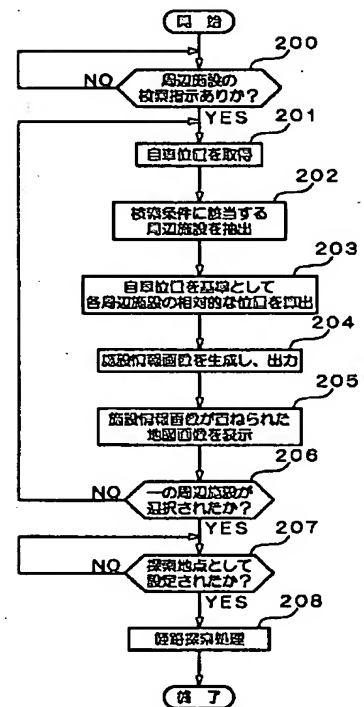 開始
200
周辺施設の
検索指示ありか?
NO
YES
201
自車位置を取得
202
検索条件に該当する
周辺施設を抽出
203
自車位置を基準として
各周辺施設の相対的な位置を算出
204
施設情報画像を生成し、出力
205
施設情報画像が重ねられた
地図画像を表示
206
一の周辺施設が
選択されたか?
NO
YES
207
探索地点として
設定されたか?
NO
YES
208
経路探索処理
終了